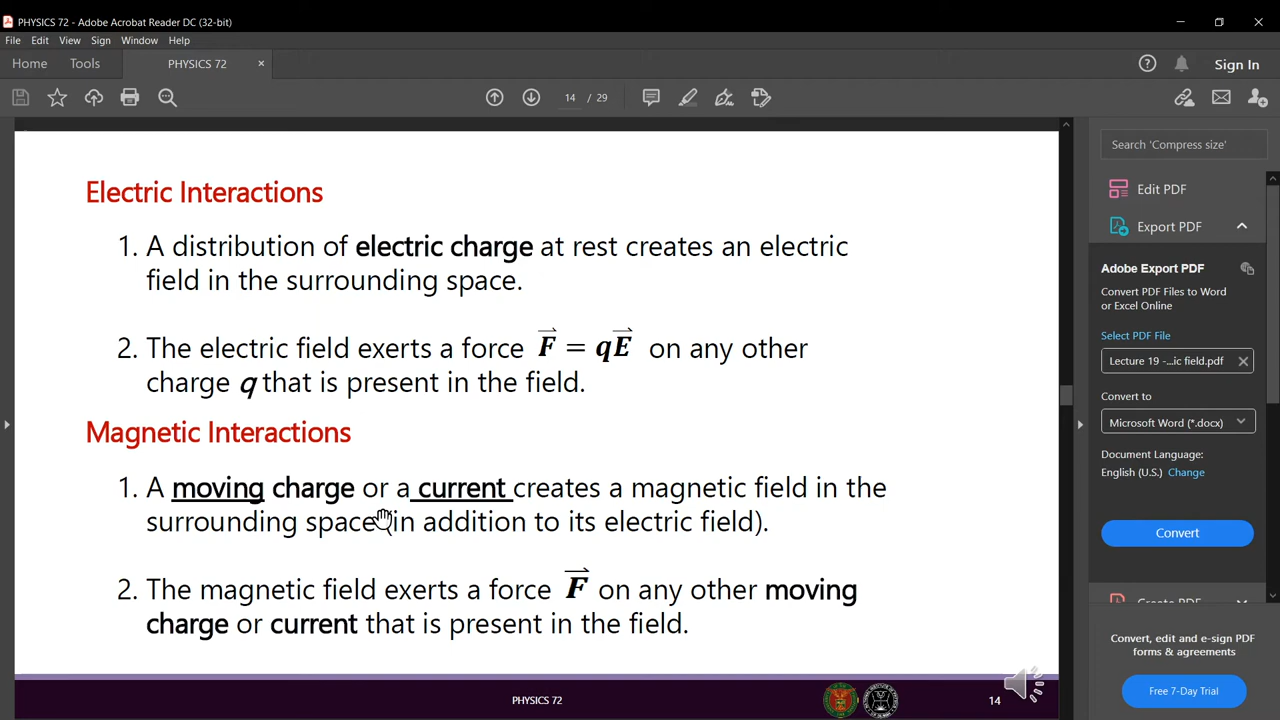 PHYSICS 72 - Adobe Acrobat Reader DC (32-bit)
File Edit View Sign Window Help
Home Tools PHYSICS 72 × Sign In
14 / 29
Electric Interactions
1. A distribution of electric charge at rest creates an electric
field in the surrounding space.
2. The electric field exerts a force F⃗ = qE⃗ on any other
charge q that is present in the field.
Magnetic Interactions
1. A moving charge or a current creates a magnetic field in the
surrounding space (in addition to its electric field).
2. The magnetic field exerts a force F⃗ on any other moving
charge or current that is present in the field.
PHYSICS 72
14
Search 'Compress size'
Edit PDF
Export PDF
Adobe Export PDF
Convert PDF Files to Word
or Excel Online
Select PDF File
Lecture 19 -...ic field.pdf
Convert to
Microsoft Word (*.docx)
Document Language:
English (U.S.) Change
Convert
Create PDF
Convert, edit and e-sign PDF
forms & agreements
Free 7-Day Trial